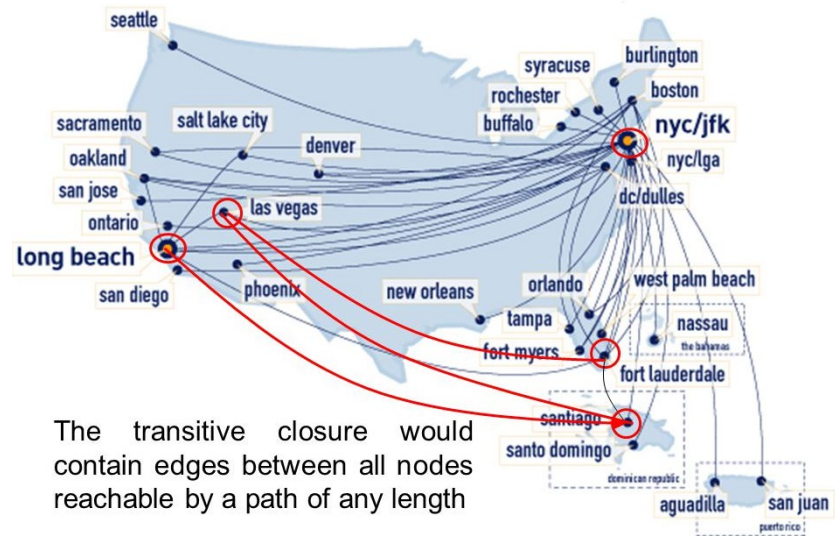 seattle
burlington
syracuse
boston
rochester
nyc/jfk
buffalo
sacramento
salt lake city
denver
oakland
nyc/lga
san jose
las vegas
dc/dulles
ontario
long beach
san diego
phoenix
new orleans
orlando
west palm beach
tampa
nassau
the bahamas
fort myers
fort lauderdale
santiago
santo domingo
dominican republic
aguadilla
san juan
puerto rico
The transitive closure would
contain edges between all nodes
reachable by a path of any length